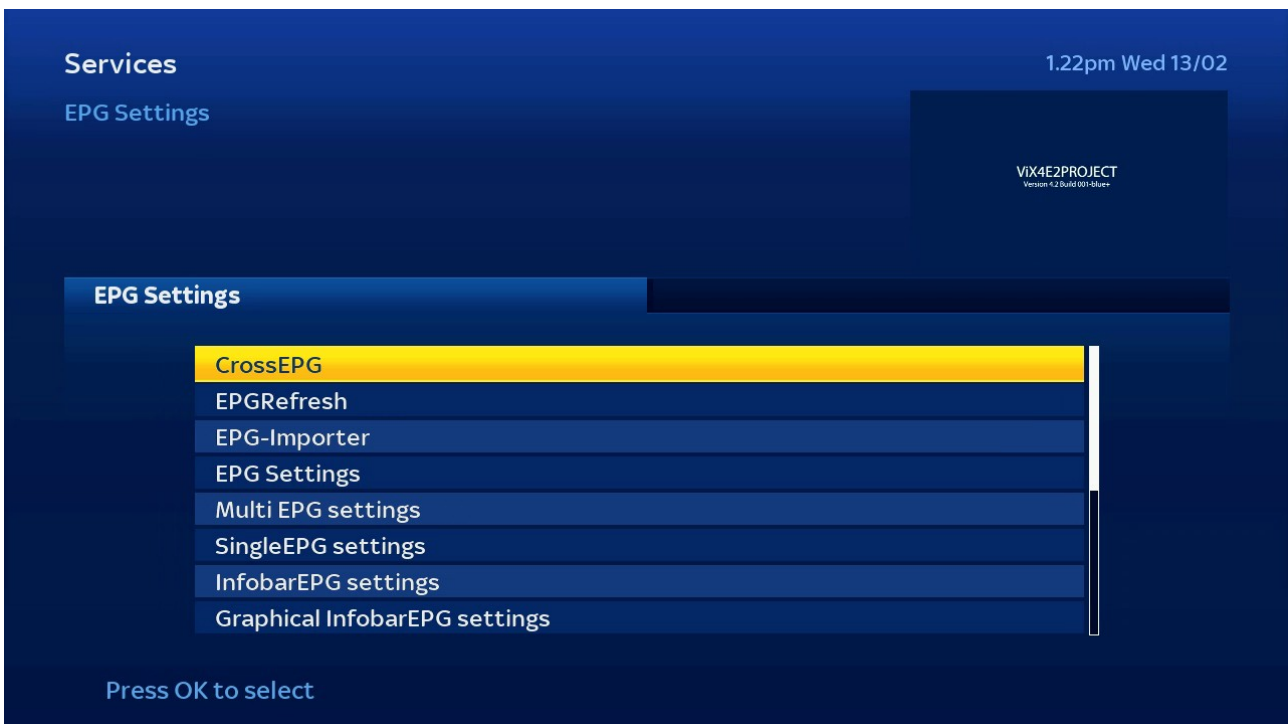 Services
1.22pm Wed 13/02
EPG Settings
ViX4E2PROJECT
Version 4.2 Build 001-blue+
EPG Settings
CrossEPG
EPGRefresh
EPG-Importer
EPG Settings
Multi EPG settings
SingleEPG settings
InfobarEPG settings
Graphical InfobarEPG settings
Press OK to select